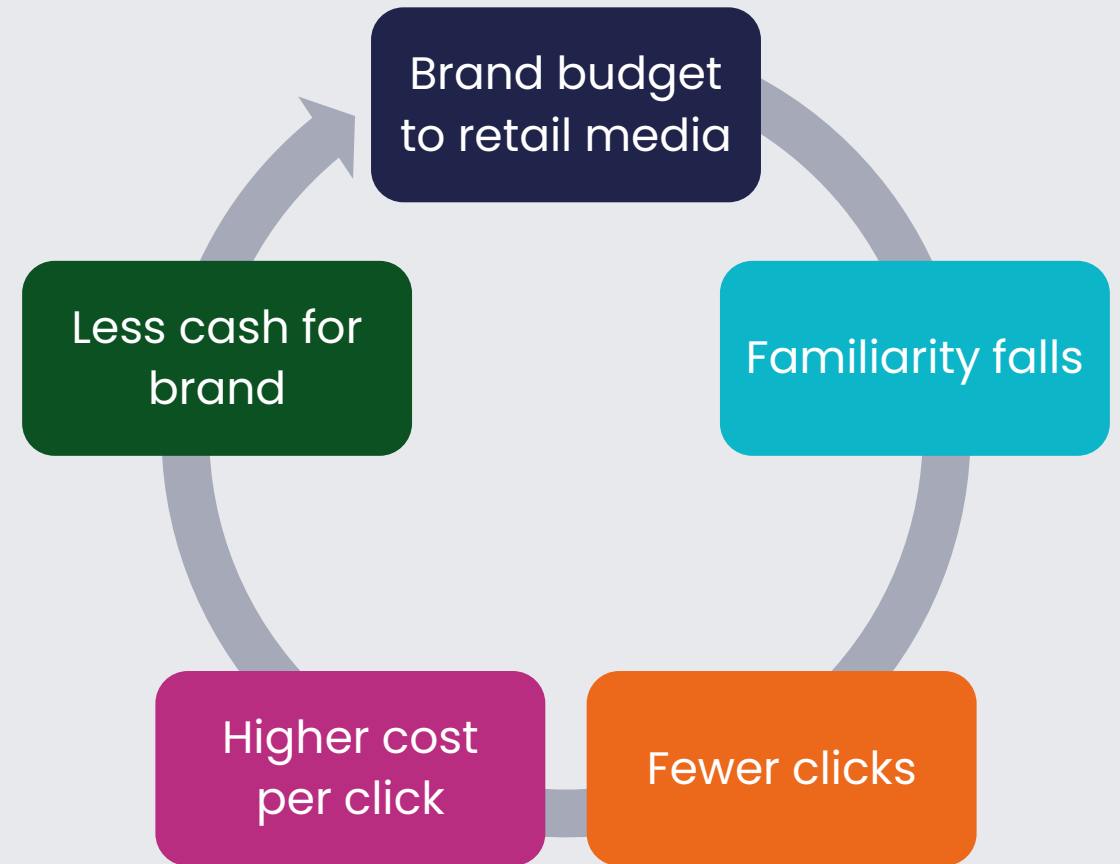 Brand budget
to retail media
Familiarity falls
Fewer clicks
Higher cost
per click
Less cash for
brand